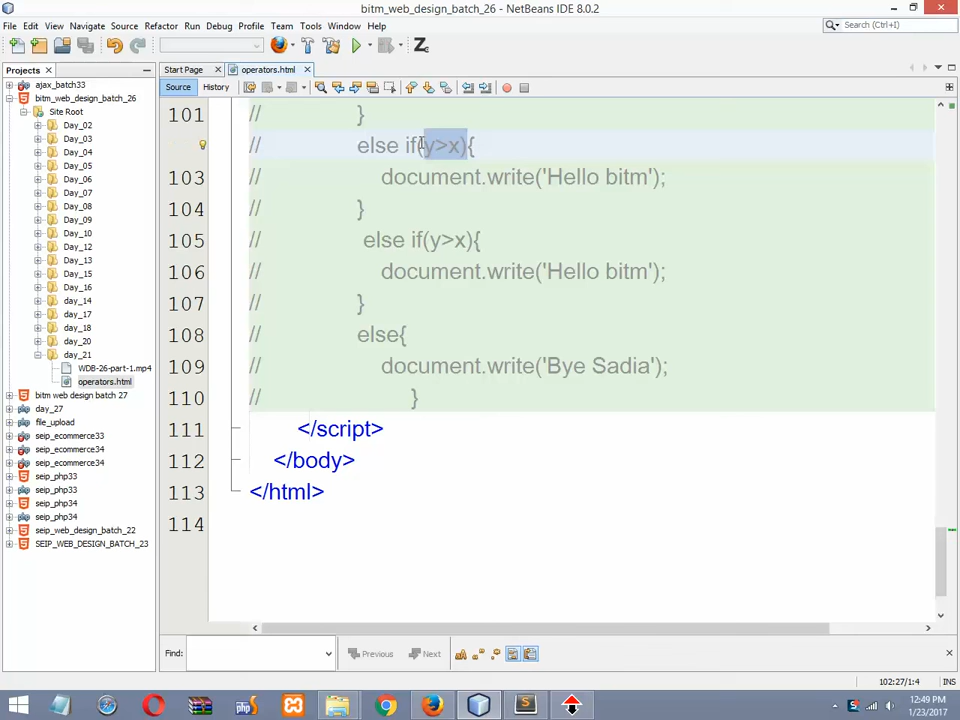 bitm_web_design_batch_26 - NetBeans IDE 8.0.2
File Edit View Navigate Source Refactor Run Debug Profile Team Tools Window Help
Search (Ctrl+I)
Projects
Start Page
operators.html
Source History
ajax_batch33
bitm_web_design_batch_26
Site Root
Day_02
Day_03
Day_04
Day_05
Day_06
Day_07
Day_08
Day_09
Day_10
Day_12
Day_13
Day_15
Day_16
day_14
day_17
day_18
day_20
day_21
WDB-26-part-1.mp4
operators.html
bitm web design batch 27
day_27
file_upload
seip_ecommerce33
seip_ecommerce34
seip_ecommerce34
seip_php33
seip_php33
seip_php34
seip_php34
seip_web_design_batch_22
SEIP_WEB_DESIGN_BATCH_23
101 // }
// else if(y>x){
103 // document.write('Hello bitm');
104 // }
105 // else if(y>x){
106 // document.write('Hello bitm');
107 // }
108 // else{
109 // document.write('Bye Sadia');
110 // }
111 </script>
112 </body>
113 </html>
114
Find: Previous Next
102:27/1:4 INS
12:49 PM
1/23/2017